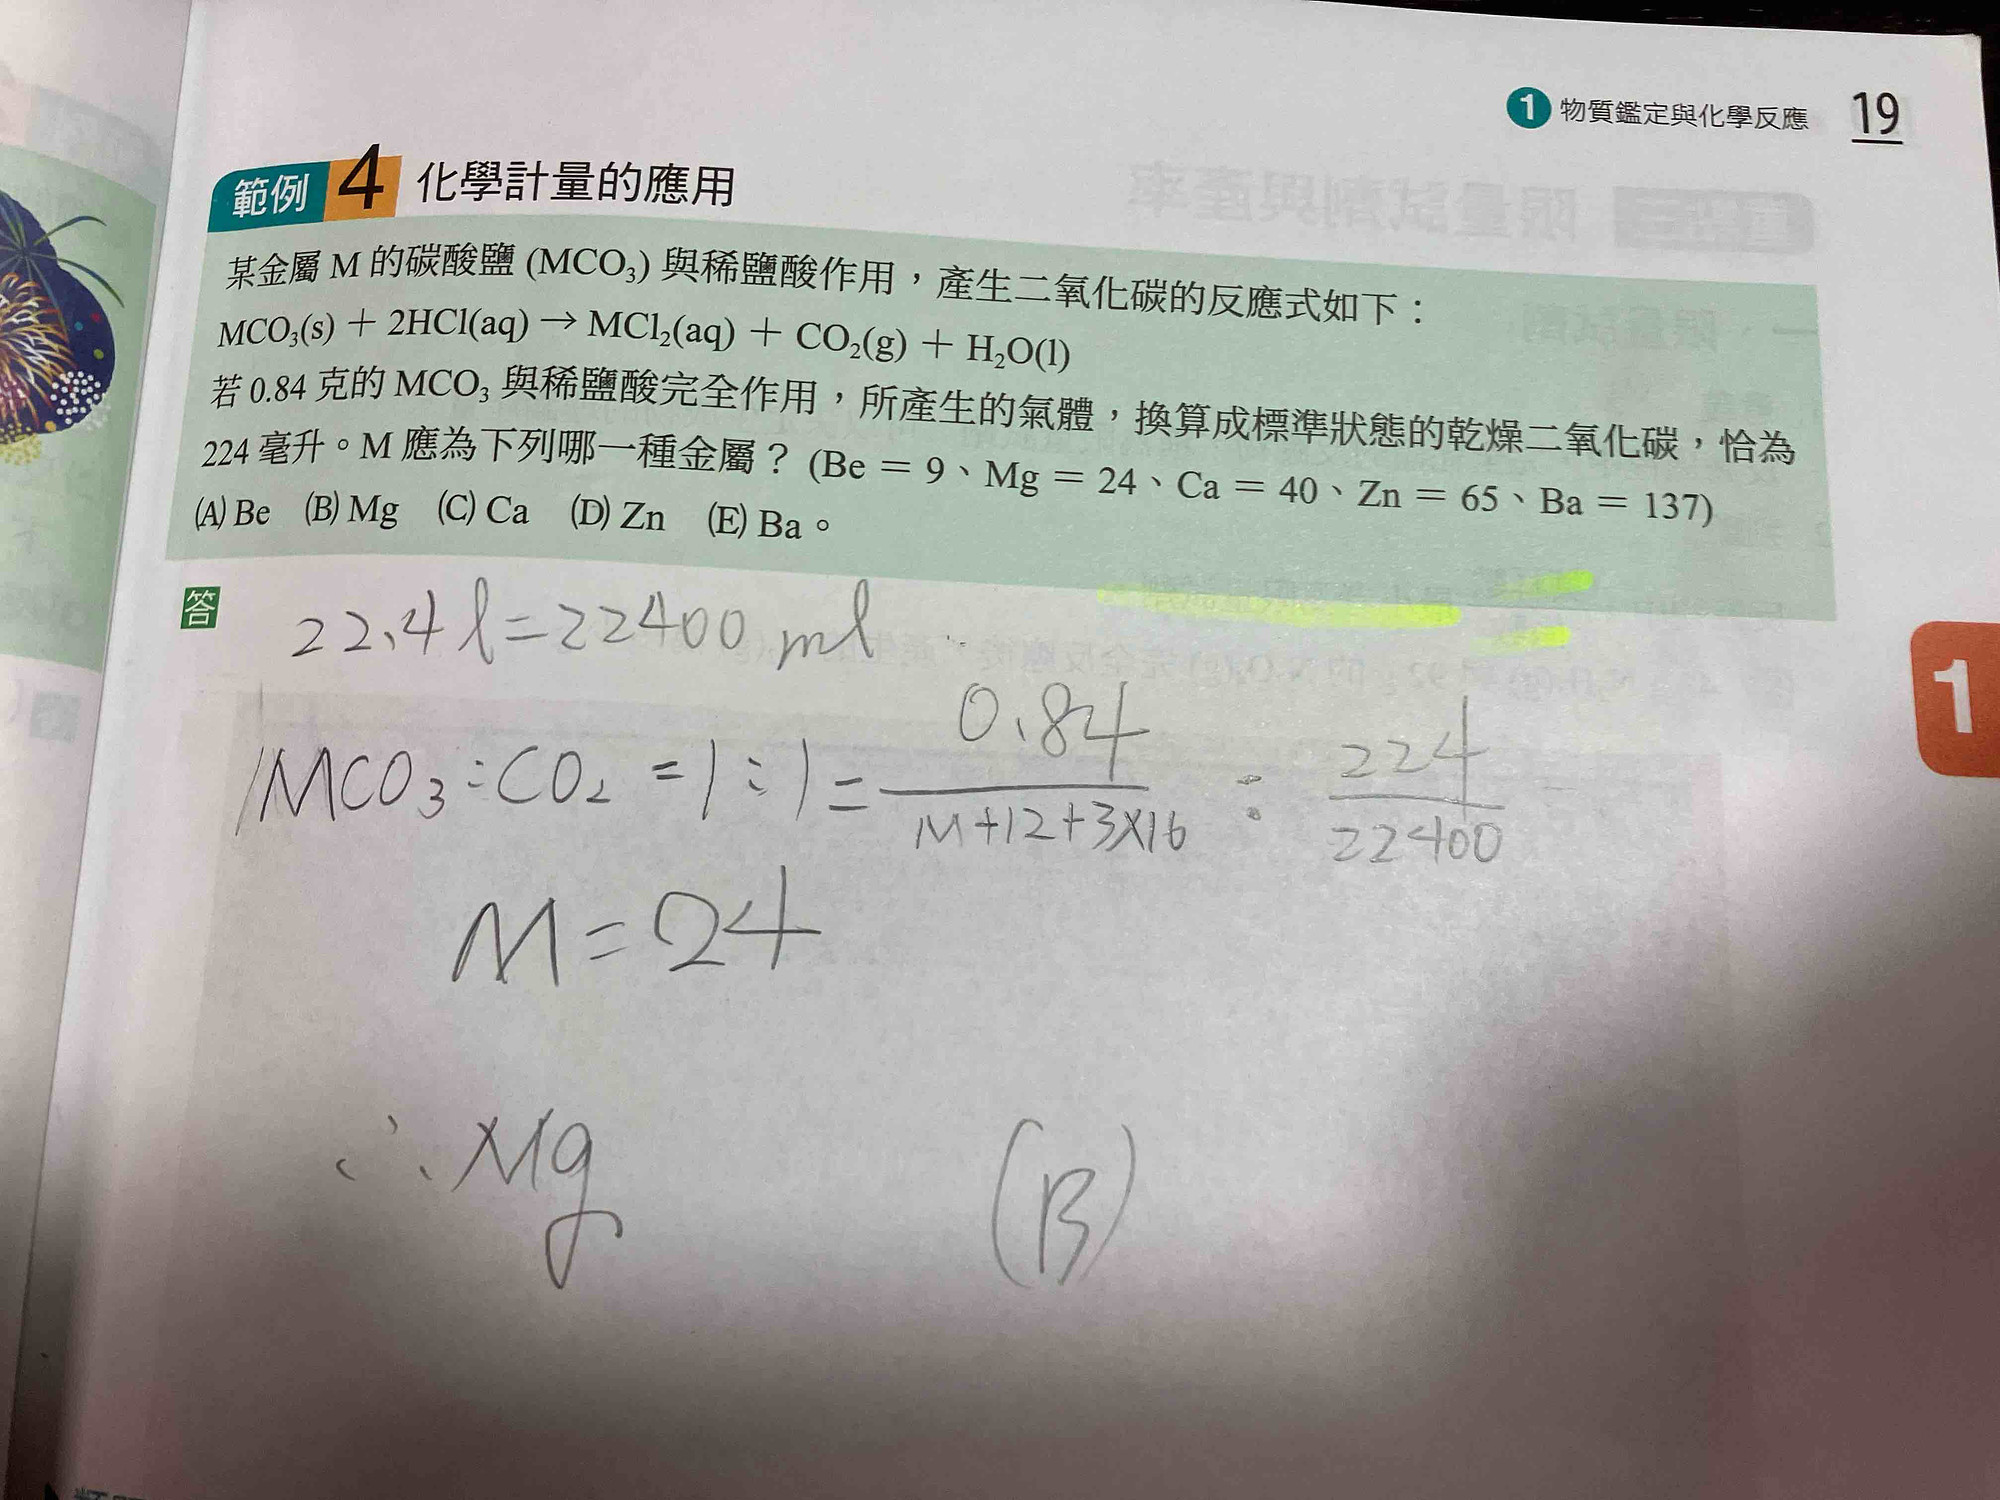 1 物質鑑定與化學反應 19
範例 4 化學計量的應用
某金屬 M 的碳酸鹽 (MCO₃) 與稀鹽酸作用，產生二氧化碳的反應式如下：
MCO₃(s) + 2HCl(aq) → MCl₂(aq) + CO₂(g) + H₂O(l)
若 0.84 克的 MCO₃ 與稀鹽酸完全作用，所產生的氣體，換算成標準狀態的乾燥二氧化碳，恰為
224 毫升。M 應為下列哪一種金屬？(Be = 9、Mg = 24、Ca = 40、Zn = 65、Ba = 137)
(A) Be (B) Mg (C) Ca (D) Zn (E) Ba。
答
22.4 l = 22400 ml
1
MCO₃ : CO₂ = 1 : 1 = 0.84 / M+12+3×16 : 224 / 22400
M = 24
∴ Mg (B)